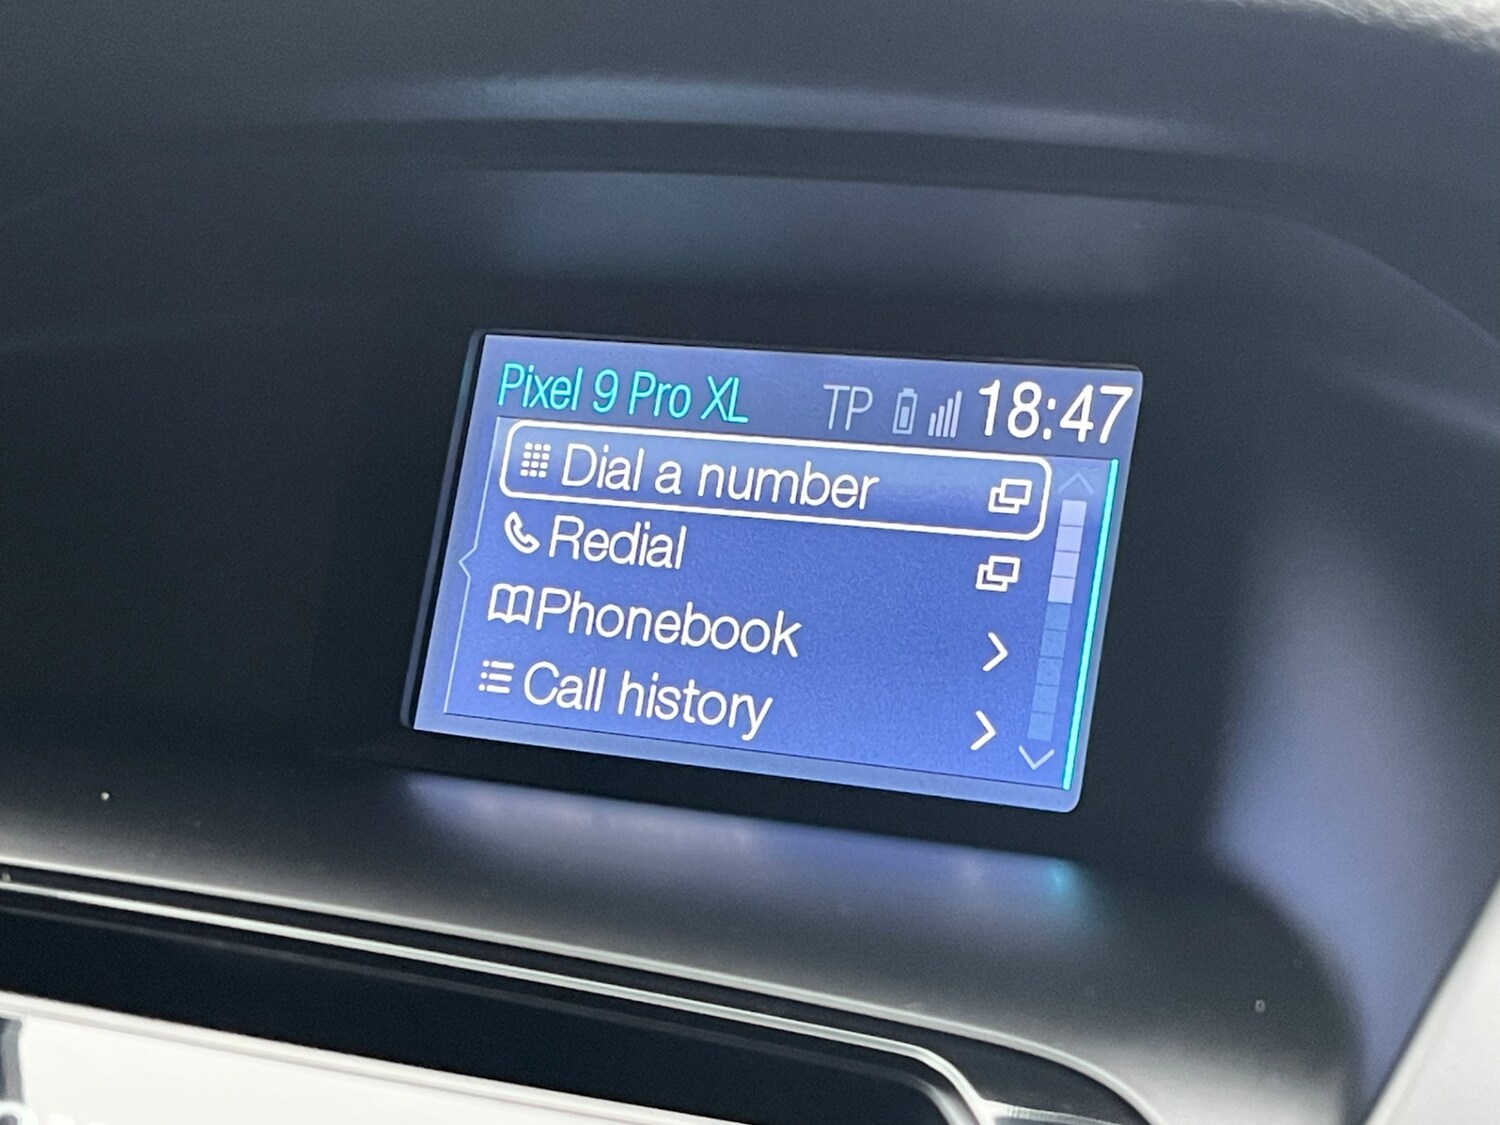 Pixel 9 Pro XL TP 18:47
Dial a number
Redial
Phonebook
Call history